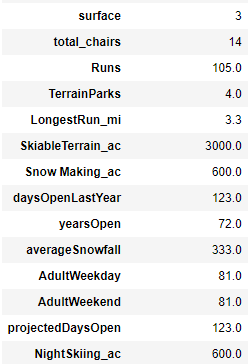 surface 3
total_chairs 14
Runs 105.0
TerrainParks 4.0
LongestRun_mi 3.3
SkiableTerrain_ac 3000.0
Snow Making_ac 600.0
daysOpenLastYear 123.0
yearsOpen 72.0
averageSnowfall 333.0
AdultWeekday 81.0
AdultWeekend 81.0
projectedDaysOpen 123.0
NightSkiing_ac 600.0